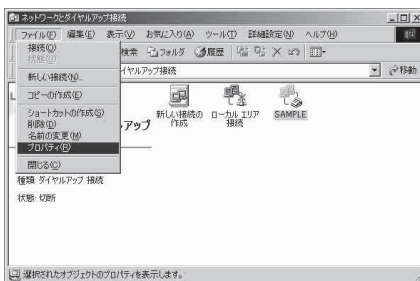 ネットワークとダイヤルアップ接続
ファイル(F) 編集(E) 表示(V) お気に入り(A) ツール(T) 詳細設定(N) ヘルプ(H)
接続(O)
状態(U)
新しい接続(N)...
コピーの作成(E)
ショートカットの作成(S)
削除(D)
名前の変更(M)
プロパティ(R)
閉じる(C)
検索 フォルダ 履歴
イヤルアップ接続
移動
アップ
新しい接続の作成
ローカル エリア接続
SAMPLE
種類: ダイヤルアップ 接続
状態: 切断
選択されたオブジェクトのプロパティを表示します。